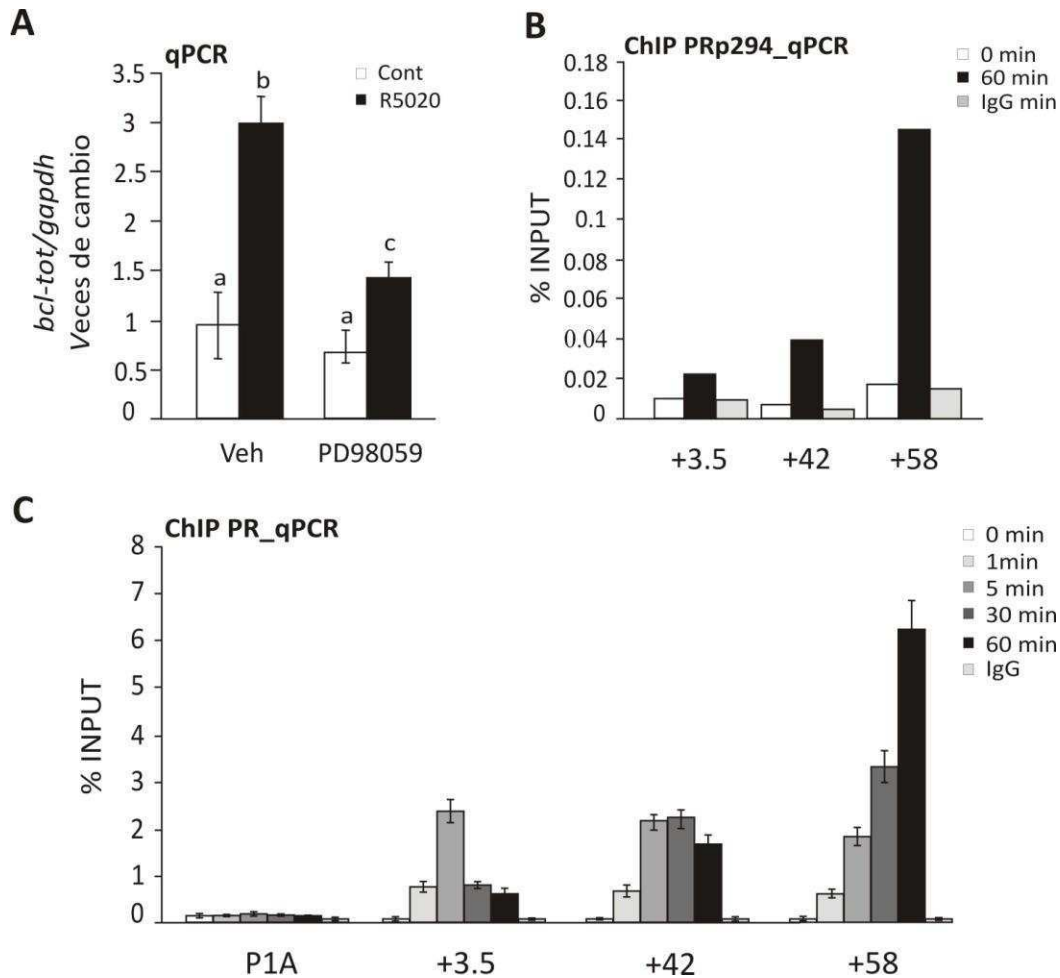 A
qPCR
bcl-tot/gapdh
Veces de cambio
3.5
3
2.5
2
1.5
1
0.5
0
Cont
R5020
a
b
a
c
Veh
PD98059
B
ChIP PRp294_qPCR
% INPUT
0.18
0.16
0.14
0.12
0.1
0.08
0.06
0.04
0.02
0
0 min
60 min
IgG min
+3.5
+42
+58
C
ChIP PR_qPCR
% INPUT
8
7
6
5
4
3
2
1
0
0 min
1min
5 min
30 min
60 min
IgG
P1A
+3.5
+42
+58